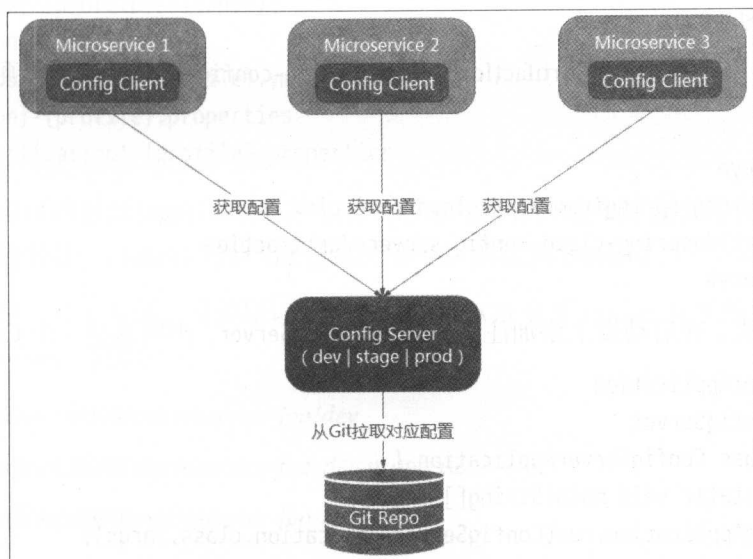 Microservice 1
Config Client
Microservice 2
Config Client
Microservice 3
Config Client
获取配置
获取配置
获取配置
Config Server
( dev | stage | prod )
从Git拉取对应配置
Git Repo